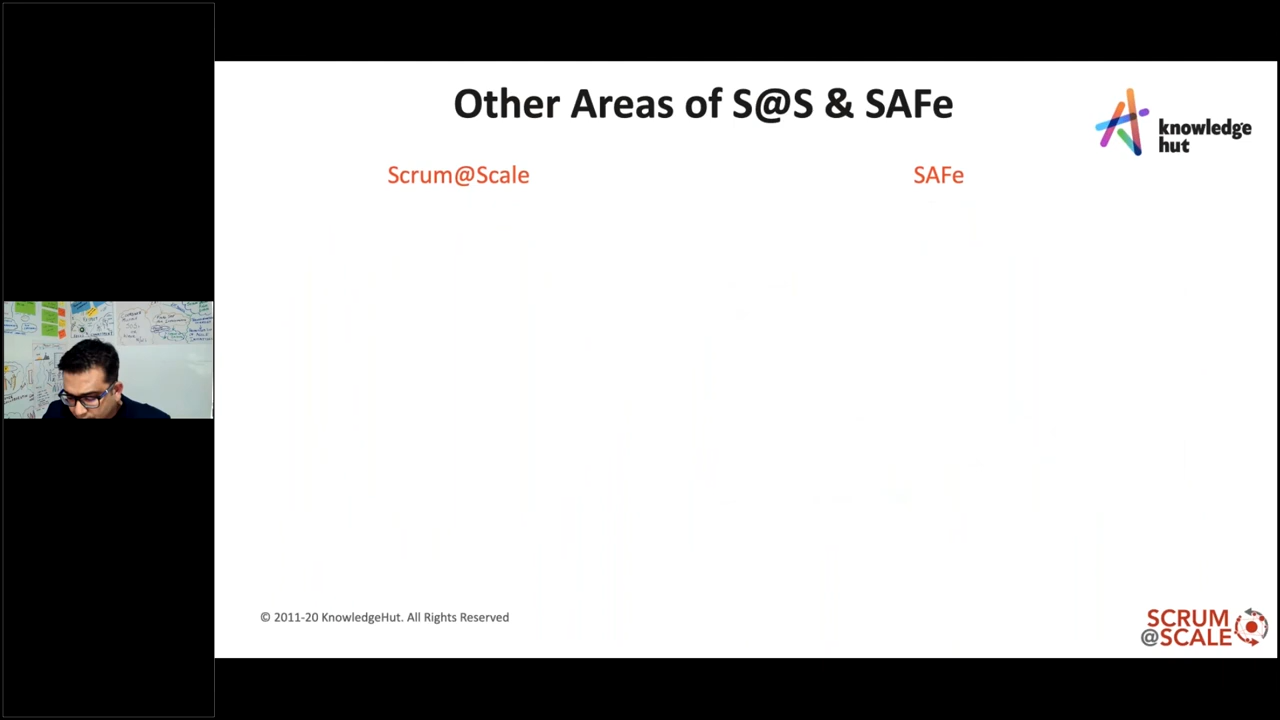 Other Areas of S@S & SAFe
knowledge
hut
Scrum@Scale
SAFe
© 2011-20 KnowledgeHut. All Rights Reserved
SCRUM
@SCALE